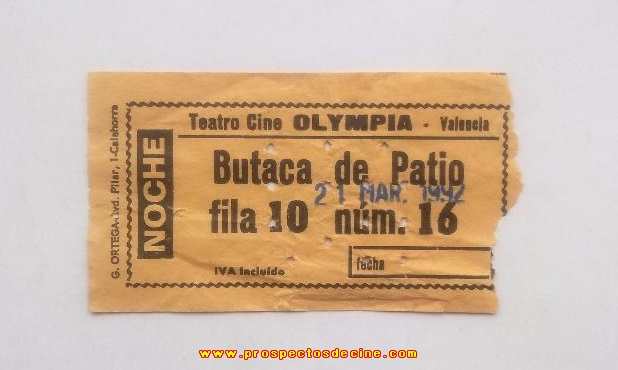 Teatro Cine OLYMPIA - Valencia
NOCHE
Butaca de Patio
21 MAR. 1992
fila 10 núm. 16
IVA Incluido
fecha
G. ORTEGA-Avd. Pilar, 1-Calahorra
www.prospectosdecine.com